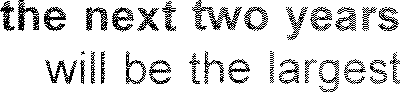 the next two years
will be the largest